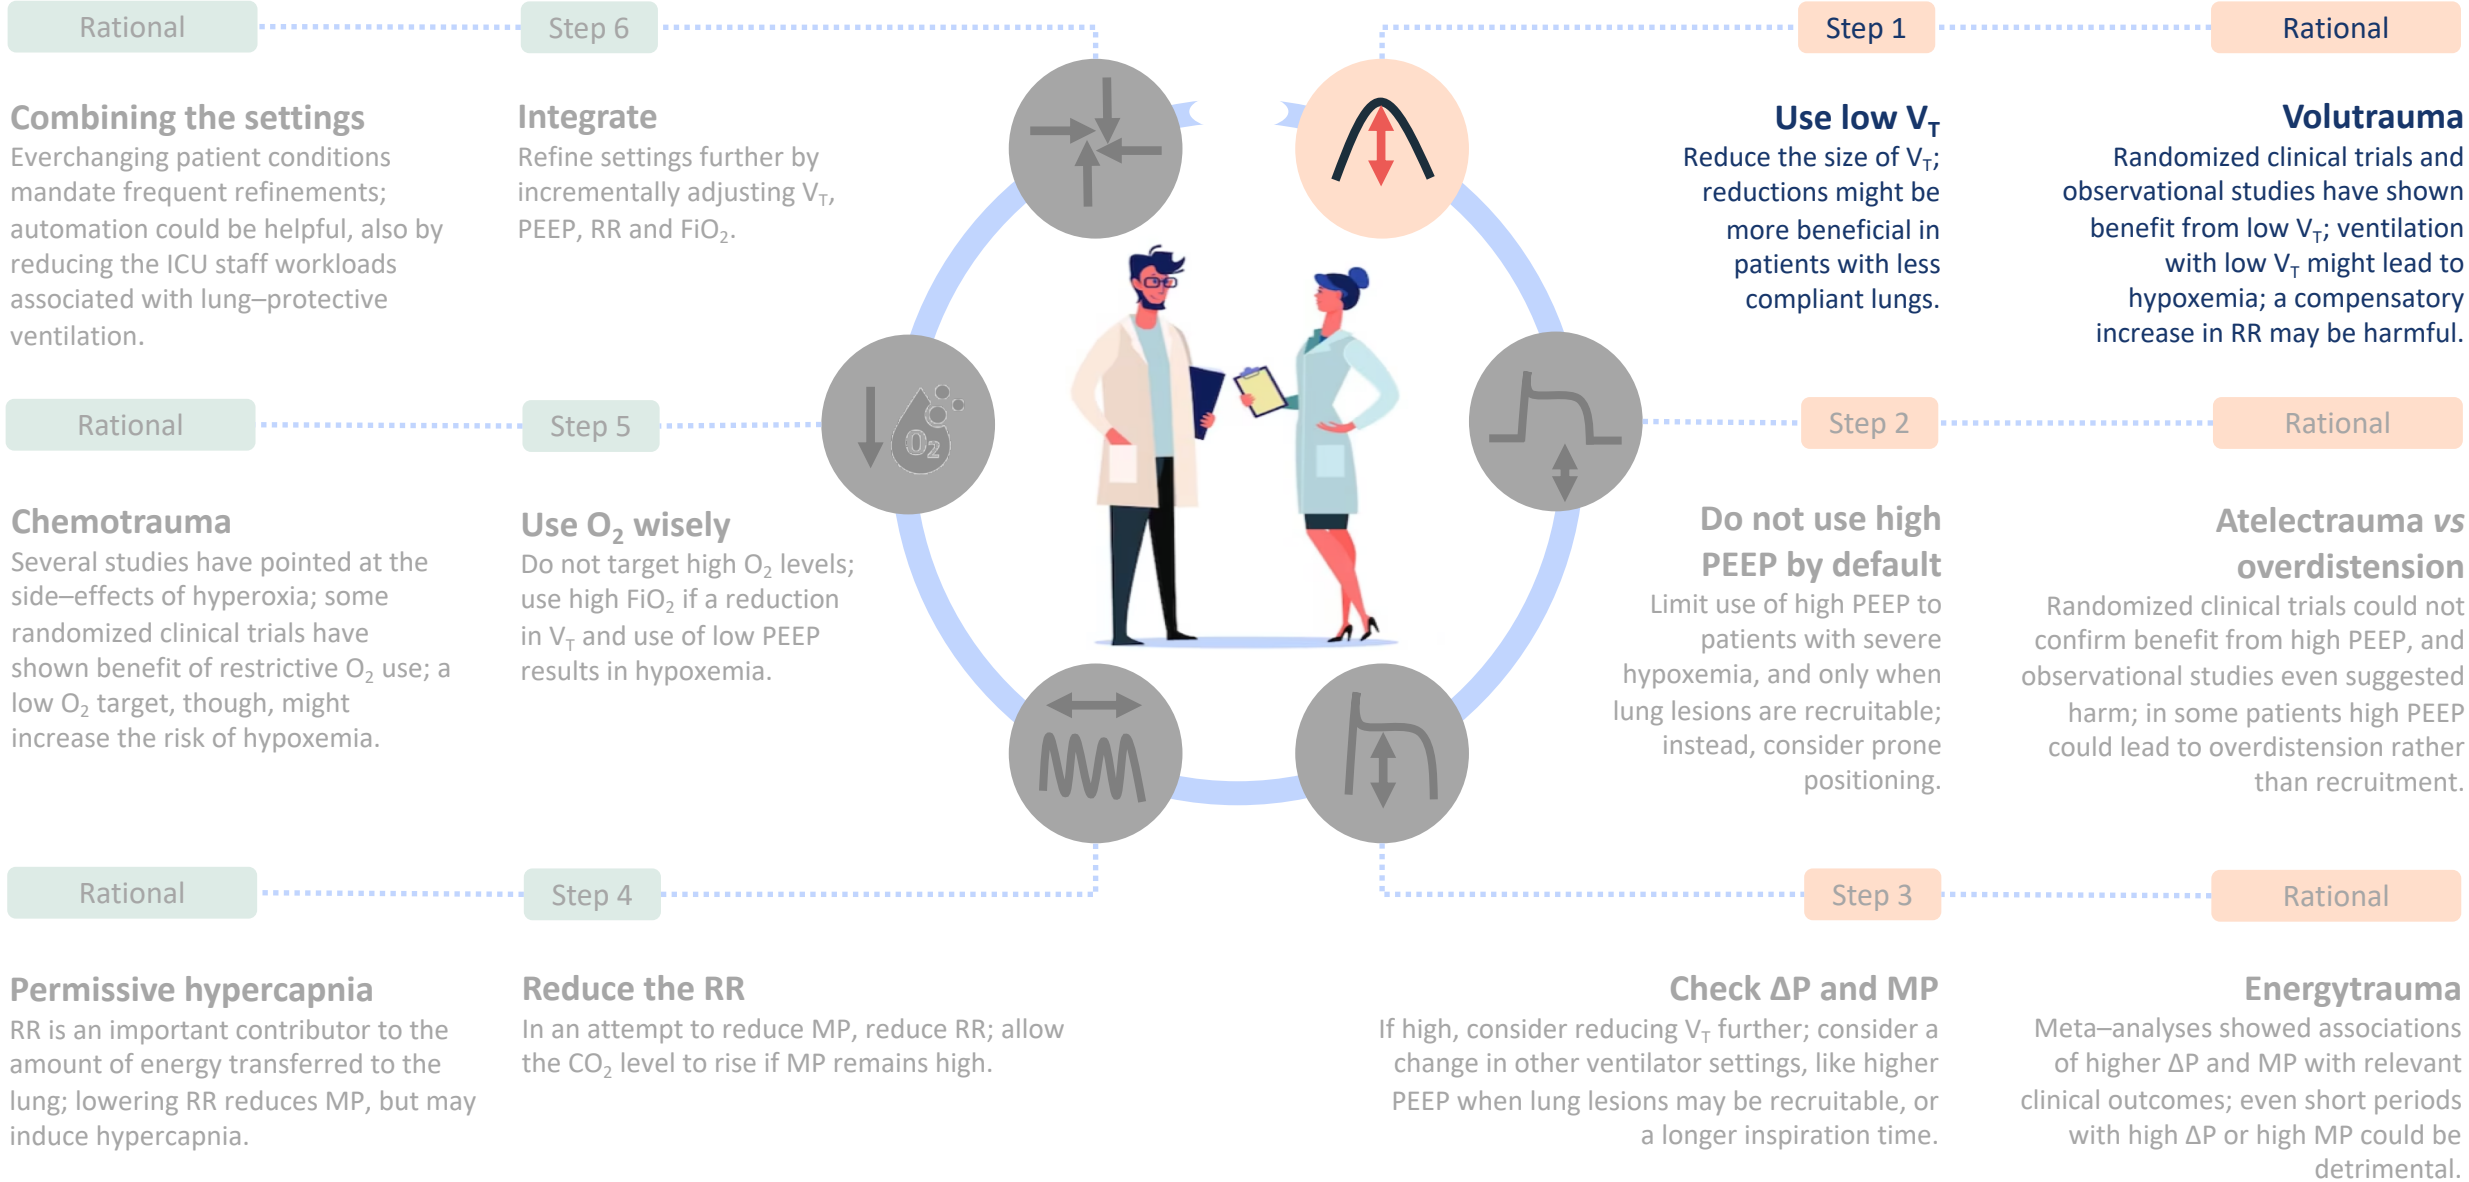 Rational
Step 6
Step 1
Rational
Combining the settings
Everchanging patient conditions
mandate frequent refinements;
automation could be helpful, also by
reducing the ICU staff workloads
associated with lung–protective
ventilation.
Integrate
Refine settings further by
incrementally adjusting V_T,
PEEP, RR and FiO₂.
Use low V_T
Reduce the size of V_T;
reductions might be
more beneficial in
patients with less
compliant lungs.
Volutrauma
Randomized clinical trials and
observational studies have shown
benefit from low V_T; ventilation
with low V_T might lead to
hypoxemia; a compensatory
increase in RR may be harmful.
Rational
Step 5
O₂
Step 2
Rational
Chemotrauma
Several studies have pointed at the
side–effects of hyperoxia; some
randomized clinical trials have
shown benefit of restrictive O₂ use; a
low O₂ target, though, might
increase the risk of hypoxemia.
Use O₂ wisely
Do not target high O₂ levels;
use high FiO₂ if a reduction
in V_T and use of low PEEP
results in hypoxemia.
Do not use high
PEEP by default
Limit use of high PEEP to
patients with severe
hypoxemia, and only when
lung lesions are recruitable;
instead, consider prone
positioning.
Atelectrauma vs
overdistension
Randomized clinical trials could not
confirm benefit from high PEEP, and
observational studies even suggested
harm; in some patients high PEEP
could lead to overdistension rather
than recruitment.
Rational
Step 4
Step 3
Rational
Permissive hypercapnia
RR is an important contributor to the
amount of energy transferred to the
lung; lowering RR reduces MP, but may
induce hypercapnia.
Reduce the RR
In an attempt to reduce MP, reduce RR; allow
the CO₂ level to rise if MP remains high.
Check ΔP and MP
If high, consider reducing V_T further; consider a
change in other ventilator settings, like higher
PEEP when lung lesions may be recruitable, or
a longer inspiration time.
Energytrauma
Meta–analyses showed associations
of higher ΔP and MP with relevant
clinical outcomes; even short periods
with high ΔP or high MP could be
detrimental.